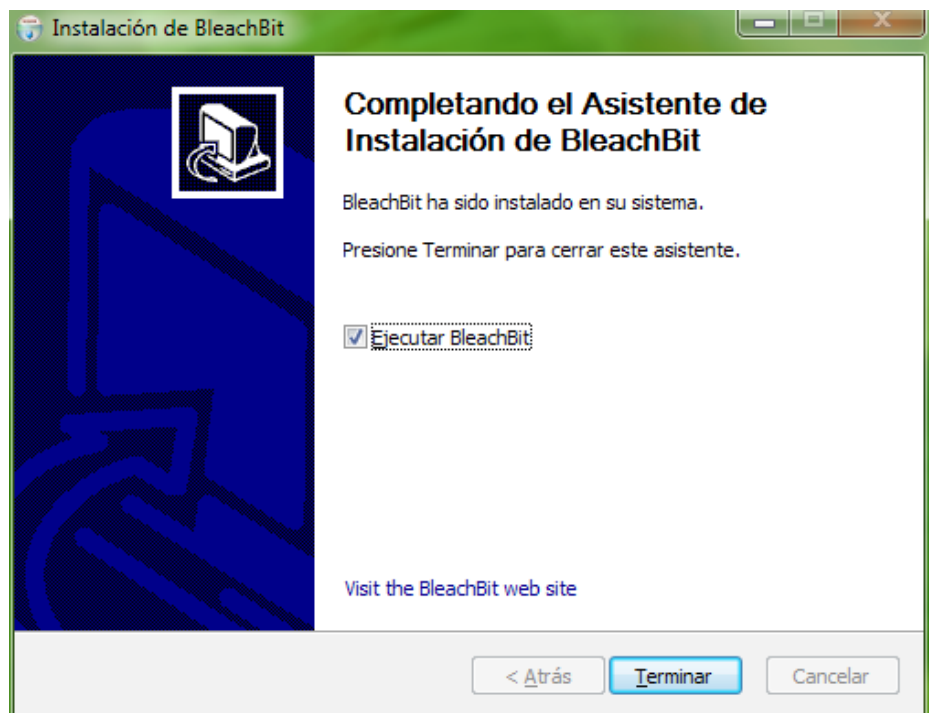 Instalación de BleachBit
Completando el Asistente de
Instalación de BleachBit
BleachBit ha sido instalado en su sistema.
Presione Terminar para cerrar este asistente.
Ejecutar BleachBit
Visit the BleachBit web site
< Atrás
Terminar
Cancelar